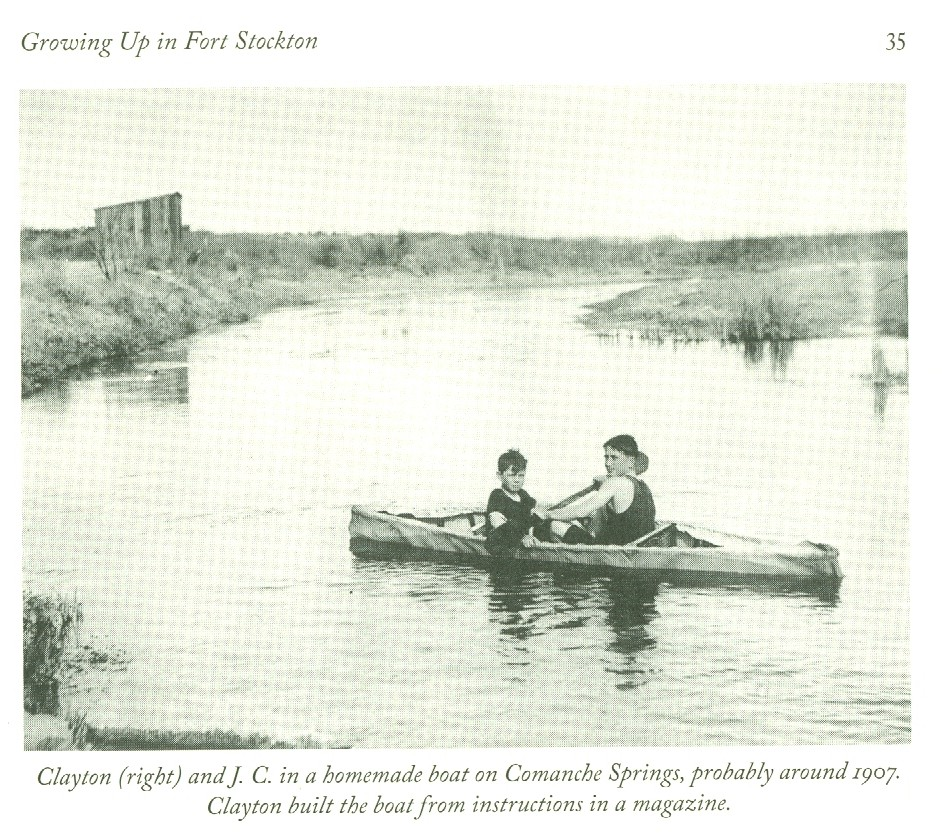 Growing Up in Fort Stockton 35
Clayton (right) and J. C. in a homemade boat on Comanche Springs, probably around 1907.
Clayton built the boat from instructions in a magazine.